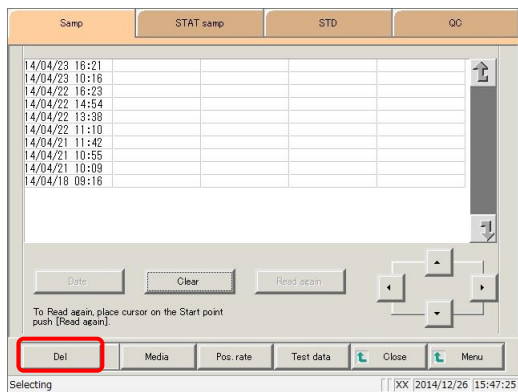 Samp STAT samp STD QC
14/04/23 16:21
14/04/23 10:16
14/04/22 16:23
14/04/22 14:54
14/04/22 13:38
14/04/22 11:10
14/04/21 11:42
14/04/21 10:55
14/04/21 10:09
14/04/18 09:16
Date Clear Read again
To Read again, place cursor on the Start point
push [Read again].
Del Media Pos. rate Test data Close Menu
Selecting XX 2014/12/26 15:47:25